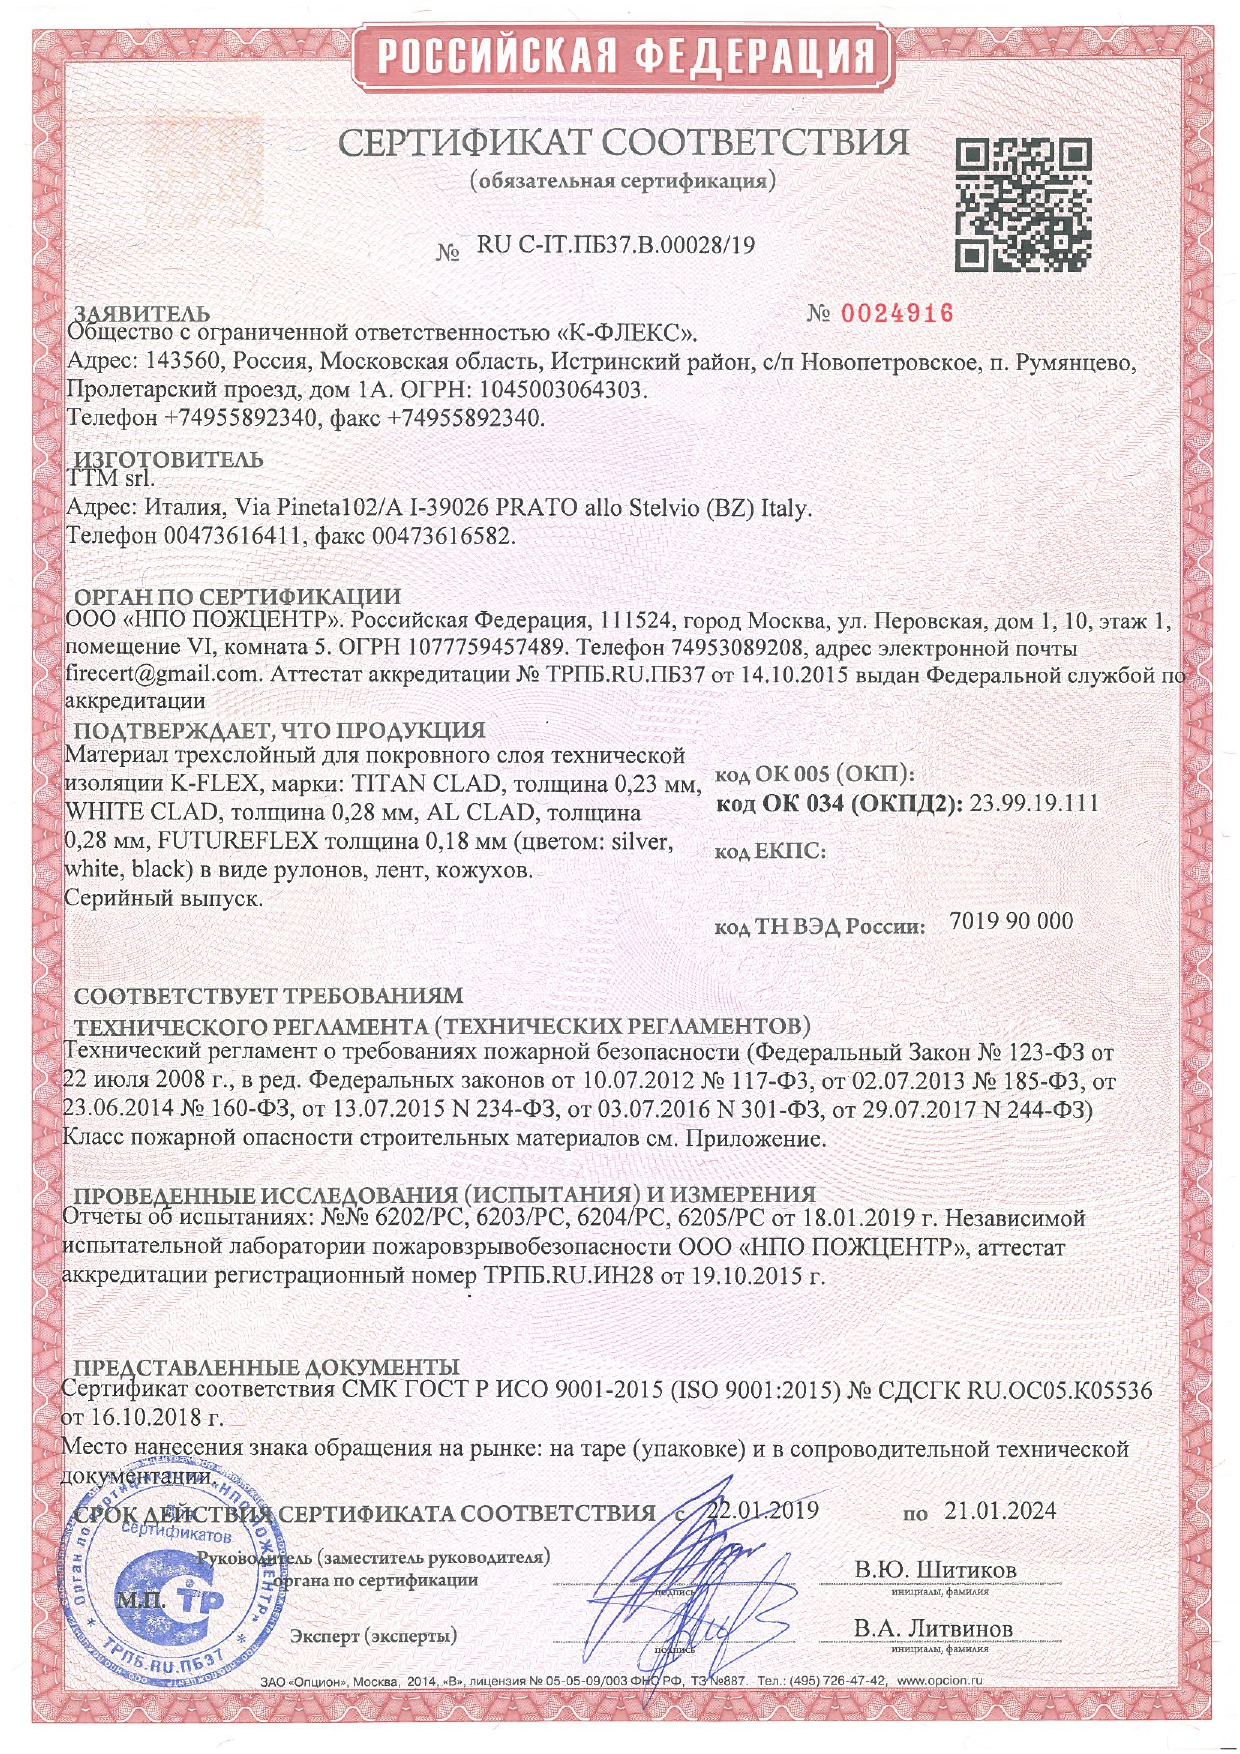 РОССИЙСКАЯ ФЕДЕРАЦИЯ
СЕРТИФИКАТ СООТВЕТСТВИЯ
(обязательная сертификация)
№ RU C-IT.ПБ37.В.00028/19
ЗАЯВИТЕЛЬ
№ 0024916
Общество с ограниченной ответственностью «К-ФЛЕКС».
Адрес: 143560, Россия, Московская область, Истринский район, с/п Новопетровское, п. Румянцево,
Пролетарский проезд, дом 1А. ОГРН: 1045003064303.
Телефон +74955892340, факс +74955892340.
ИЗГОТОВИТЕЛЬ
TTM srl.
Адрес: Италия, Via Pineta102/A I-39026 PRATO allo Stelvio (BZ) Italy.
Телефон 00473616411, факс 00473616582.
ОРГАН ПО СЕРТИФИКАЦИИ
ООО «НПО ПОЖЦЕНТР». Российская Федерация, 111524, город Москва, ул. Перовская, дом 1, 10, этаж 1,
помещение VI, комната 5. ОГРН 1077759457489. Телефон 74953089208, адрес электронной почты
firecert@gmail.com. Аттестат аккредитации № ТРПБ.RU.ПБ37 от 14.10.2015 выдан Федеральной службой по
аккредитации
ПОДТВЕРЖДАЕТ, ЧТО ПРОДУКЦИЯ
Материал трехслойный для покровного слоя технической
изоляции K-FLEX, марки: TITAN CLAD, толщина 0,23 мм,
WHITE CLAD, толщина 0,28 мм, AL CLAD, толщина
0,28 мм, FUTUREFLEX толщина 0,18 мм (цветом: silver,
white, black) в виде рулонов, лент, кожухов.
Серийный выпуск.
код ОК 005 (ОКП):
код ОК 034 (ОКПД2): 23.99.19.111
код ЕКПС:
код ТН ВЭД России: 7019 90 000
СООТВЕТСТВУЕТ ТРЕБОВАНИЯМ
ТЕХНИЧЕСКОГО РЕГЛАМЕНТА (ТЕХНИЧЕСКИХ РЕГЛАМЕНТОВ)
Технический регламент о требованиях пожарной безопасности (Федеральный Закон № 123-ФЗ от
22 июля 2008 г., в ред. Федеральных законов от 10.07.2012 № 117-ФЗ, от 02.07.2013 № 185-ФЗ, от
23.06.2014 № 160-ФЗ, от 13.07.2015 N 234-ФЗ, от 03.07.2016 N 301-ФЗ, от 29.07.2017 N 244-ФЗ)
Класс пожарной опасности строительных материалов см. Приложение.
ПРОВЕДЕННЫЕ ИССЛЕДОВАНИЯ (ИСПЫТАНИЯ) И ИЗМЕРЕНИЯ
Отчеты об испытаниях: №№ 6202/РС, 6203/РС, 6204/РС, 6205/РС от 18.01.2019 г. Независимой
испытательной лаборатории пожаровзрывобезопасности ООО «НПО ПОЖЦЕНТР», аттестат
аккредитации регистрационный номер ТРПБ.RU.ИН28 от 19.10.2015 г.
ПРЕДСТАВЛЕННЫЕ ДОКУМЕНТЫ
Сертификат соответствия СМК ГОСТ Р ИСО 9001-2015 (ISO 9001:2015) № СДСГК RU.ОС05.К05536
от 16.10.2018 г.
Место нанесения знака обращения на рынке: на таре (упаковке) и в сопроводительной технической
документации.
СРОК ДЕЙСТВИЯ СЕРТИФИКАТА СООТВЕТСТВИЯ с 22.01.2019 по 21.01.2024
Руководитель (заместитель руководителя)
органа по сертификации
подпись
В.Ю. Шитиков
инициалы, фамилия
М.П.
Эксперт (эксперты)
подпись
В.А. Литвинов
инициалы, фамилия
Орган по сертификации «НПО ПОЖЦЕНТР»
Для
сертификатов
ТР
* ТРПБ.RU.ПБ37 *
ЗАО «Опцион», Москва, 2014, «В», лицензия № 05-05-09/003 ФНС РФ, ТЗ №887. Тел.: (495) 726-47-42, www.opcion.ru